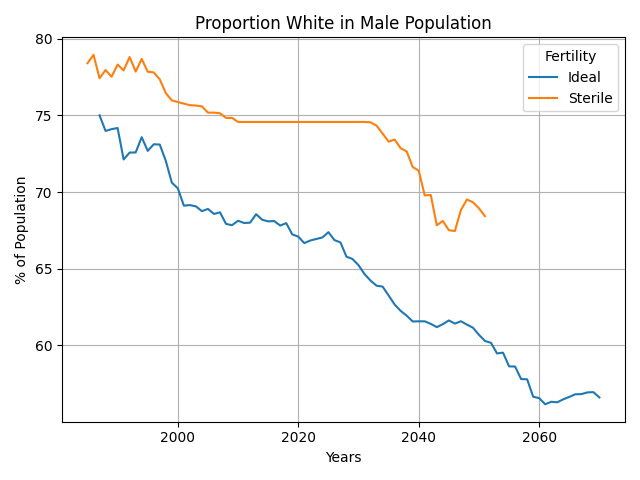 Proportion White in Male Population
% of Population
80
75
70
65
60
Fertility
Ideal
Sterile
2000
2020
2040
2060
Years